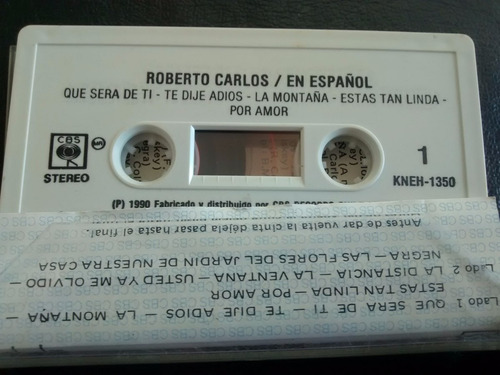 ROBERTO CARLOS / EN ESPAÑOL
QUE SERA DE TI - TE DIJE ADIOS - LA MONTAÑA - ESTAS TAN LINDA -
POR AMOR
CBS
STEREO
1
KNEH-1350
(P) 1990 Fabricado y distribuido por CBS
Lado 1 QUE SERA DE TI — TE DIJE ADIOS — LA MONTAÑA —
ESTAS TAN LINDA — POR AMOR
Lado 2 LA DISTANCIA — LA VENTANA — USTED YA ME OLVIDO —
NEGRA — LAS FLORES DEL JARDIN DE NUESTRA CASA
Antes de dar vuelta la cinta déjela pasar hasta el final.